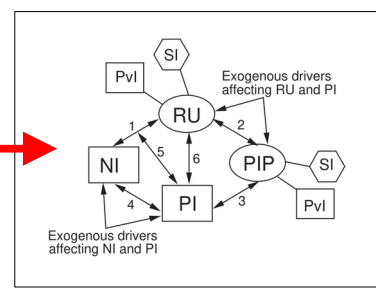 SI
PvI
Exogenous drivers
affecting RU and PI
RU
1
2
5
6
NI
PIP
SI
PI
4
3
PvI
Exogenous drivers
affecting NI and PI